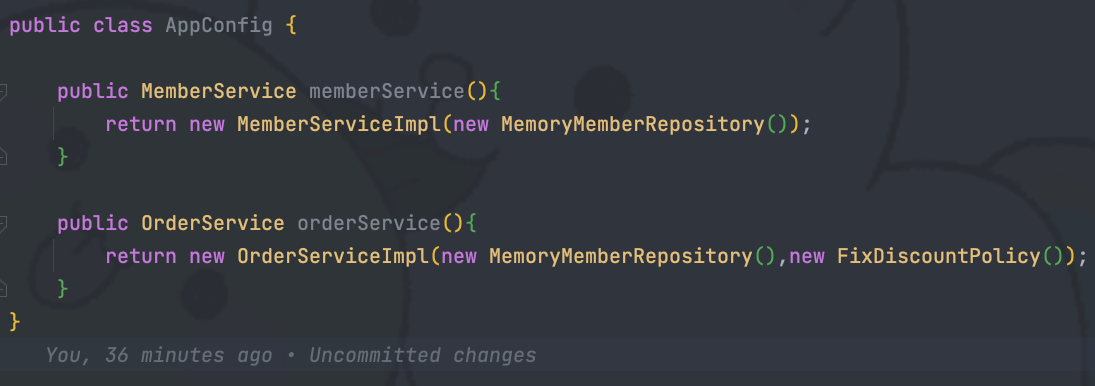 public class AppConfig {
public MemberService memberService(){
return new MemberServiceImpl(new MemoryMemberRepository());
}
public OrderService orderService(){
return new OrderServiceImpl(new MemoryMemberRepository(),new FixDiscountPolicy());
}
}
You, 36 minutes ago • Uncommitted changes